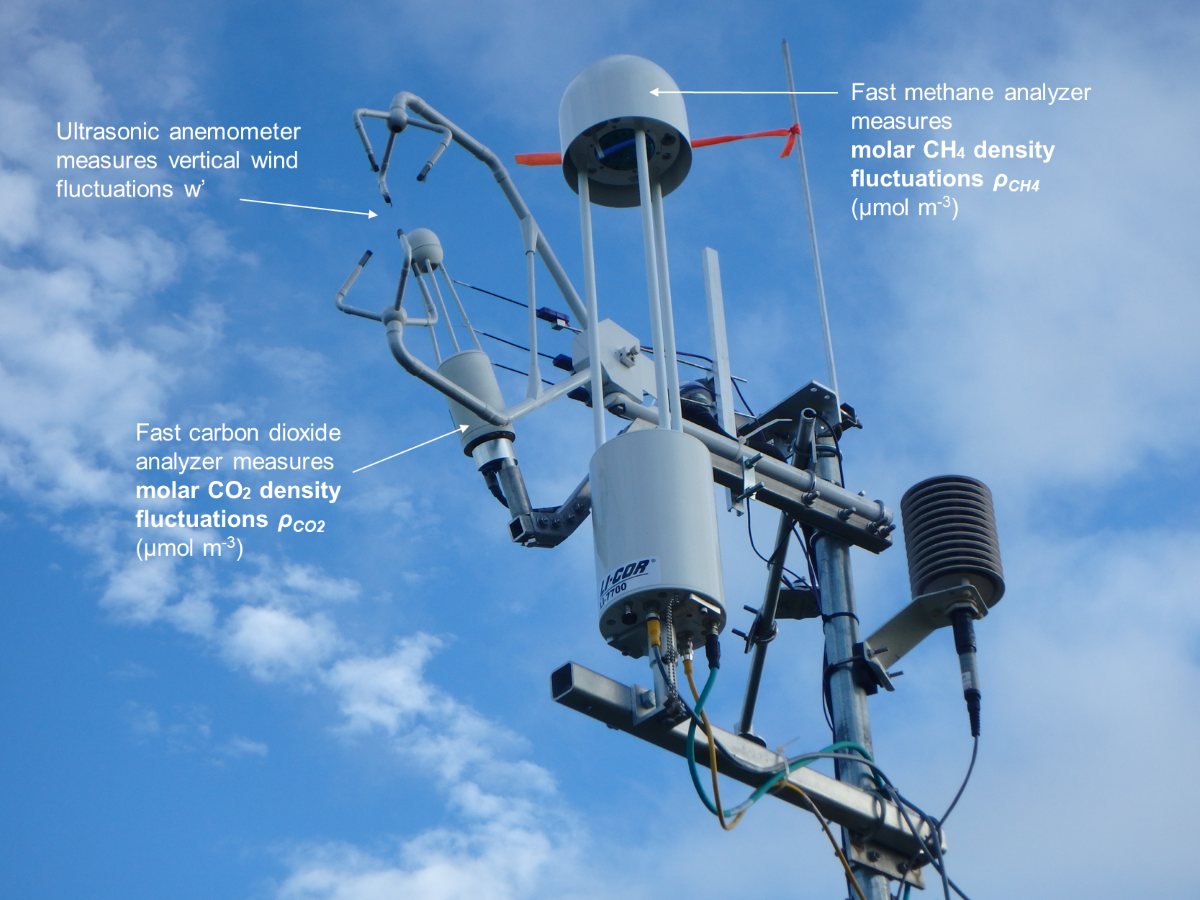 Ultrasonic anemometer
measures vertical wind
fluctuations w’
Fast methane analyzer
measures
molar CH₄ density
fluctuations ρCH4
(µmol m⁻³)
Fast carbon dioxide
analyzer measures
molar CO₂ density
fluctuations ρCO2
(µmol m⁻³)
LI-COR®
LI-7700